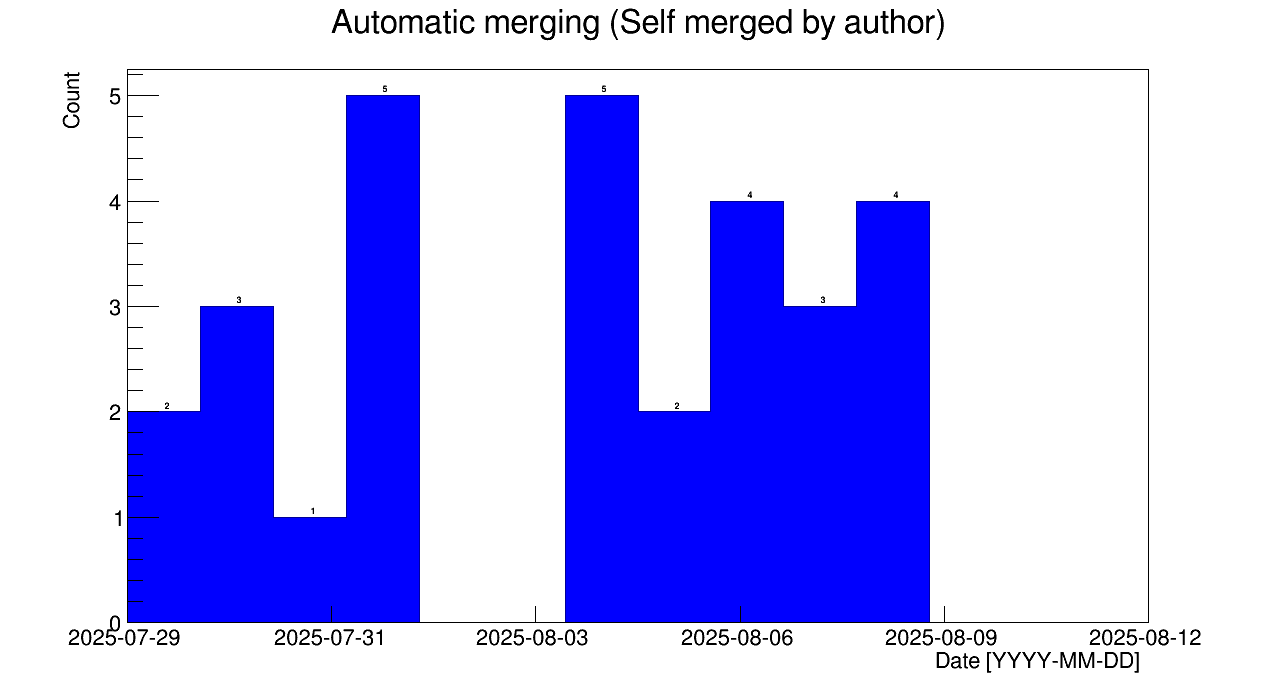 Automatic merging (Self merged by author)
Count
5
4
3
2
1
0
5 5
4 4
3 3
2 2
1
2025-07-29 2025-07-31 2025-08-03 2025-08-06 2025-08-09 2025-08-12
Date [YYYY-MM-DD]